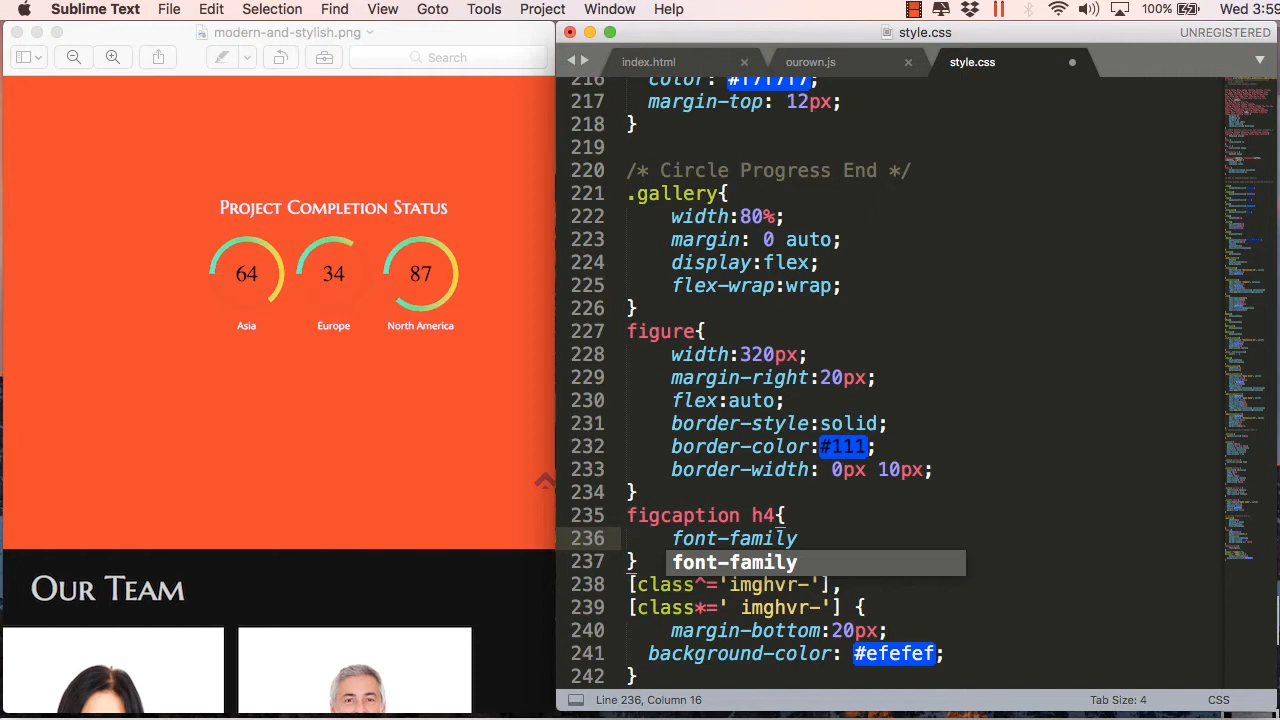 Sublime Text File Edit Selection Find View Goto Tools Project Window Help 100% Wed 3:59
modern-and-stylish.png
Search
Project Completion Status
64 34 87
Asia Europe North America
Our Team
style.css UNREGISTERED
index.html ourown.js style.css
216 color: #f7f7f7;
217 margin-top: 12px;
218 }
219
220 /* Circle Progress End */
221 .gallery{
222 width:80%;
223 margin: 0 auto;
224 display:flex;
225 flex-wrap:wrap;
226 }
227 figure{
228 width:320px;
229 margin-right:20px;
230 flex:auto;
231 border-style:solid;
232 border-color:#111;
233 border-width: 0px 10px;
234 }
235 figcaption h4{
236 font-family
237 } font-family
238 [class^='imghvr-'],
239 [class*=' imghvr-'] {
240 margin-bottom:20px;
241 background-color: #efefef;
242 }
Line 236, Column 16 Tab Size: 4 CSS